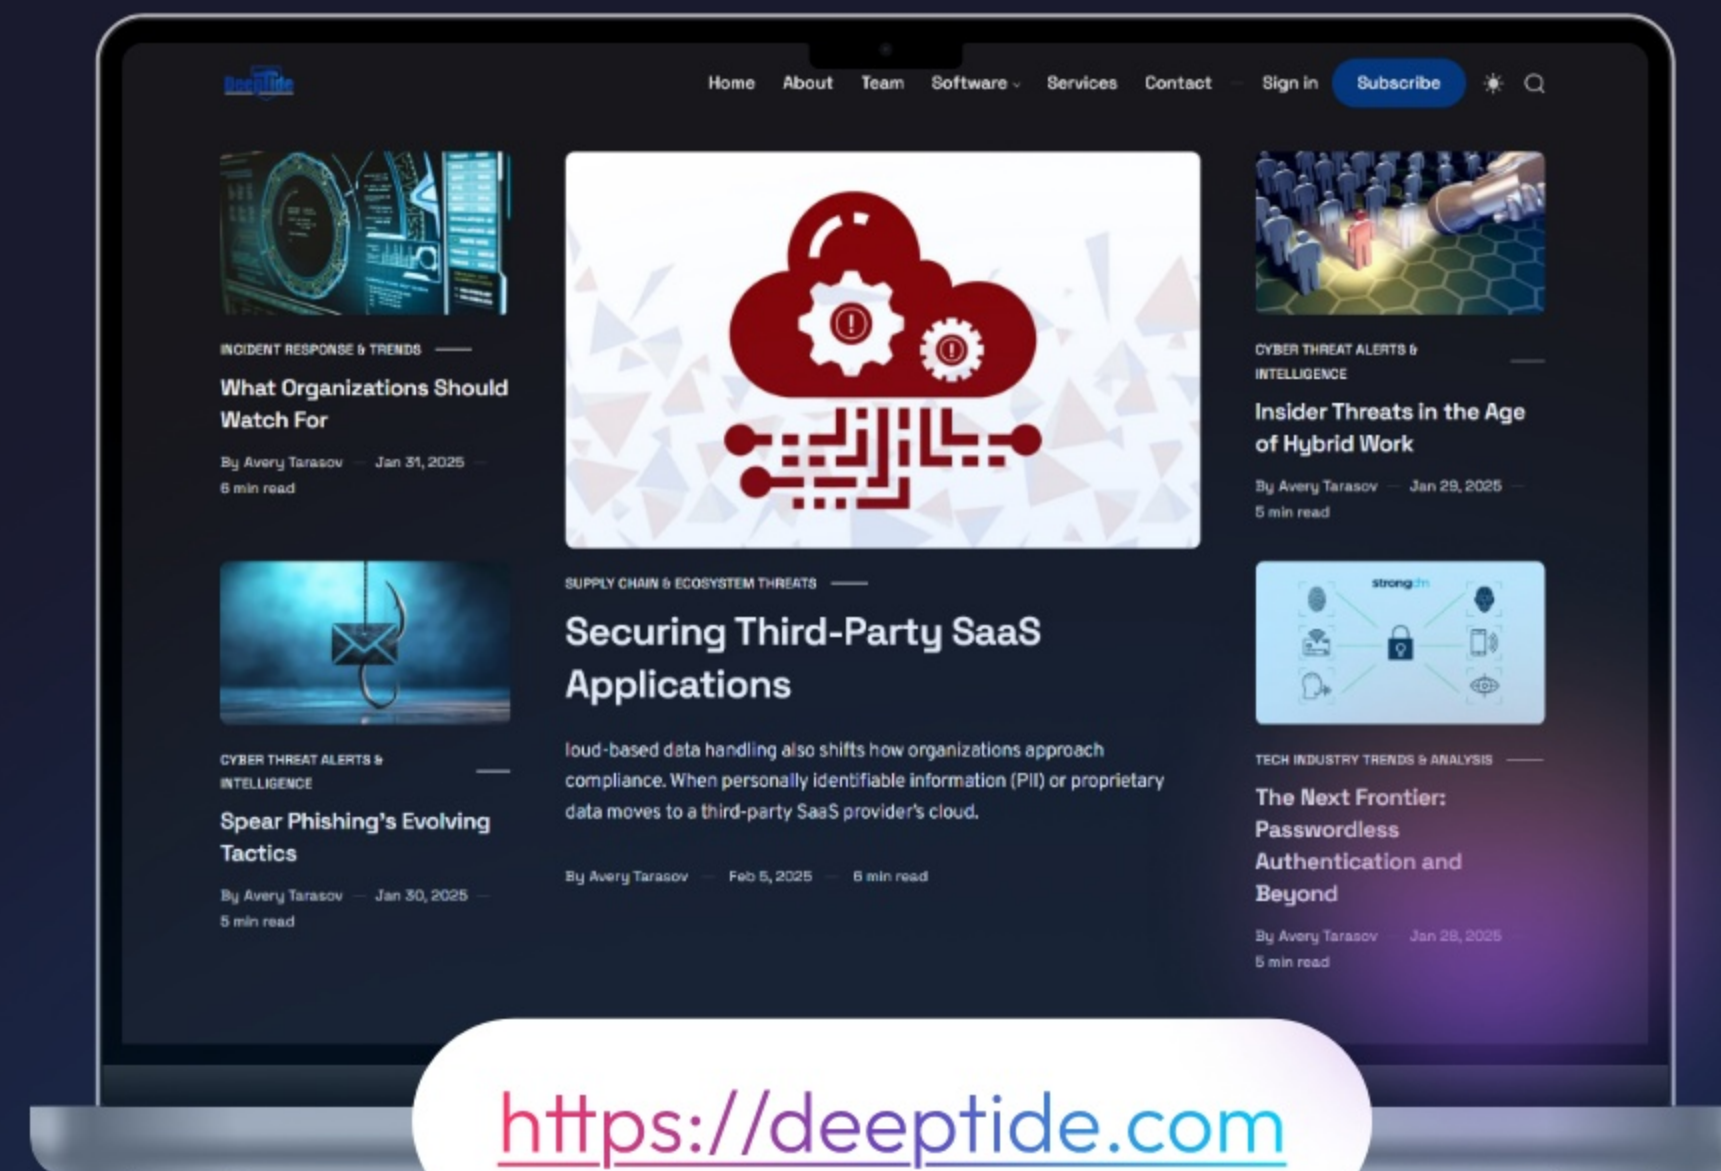 DeepTide
Home About Team Software Services Contact Sign in Subscribe
INCIDENT RESPONSE & TRENDS
What Organizations Should
Watch For
By Avery Tarasov — Jan 31, 2025 —
6 min read
CYBER THREAT ALERTS &
INTELLIGENCE
Spear Phishing's Evolving
Tactics
By Avery Tarasov — Jan 30, 2025 —
5 min read
SUPPLY CHAIN & ECOSYSTEM THREATS
Securing Third-Party SaaS
Applications
loud-based data handling also shifts how organizations approach
compliance. When personally identifiable information (PII) or proprietary
data moves to a third-party SaaS provider's cloud.
By Avery Tarasov — Feb 5, 2025 — 6 min read
CYBER THREAT ALERTS &
INTELLIGENCE
Insider Threats in the Age
of Hybrid Work
By Avery Tarasov — Jan 29, 2025 —
5 min read
strongdm
TECH INDUSTRY TRENDS & ANALYSIS
The Next Frontier:
Passwordless
Authentication and
Beyond
By Avery Tarasov — Jan 28, 2025 —
5 min read
https://deeptide.com